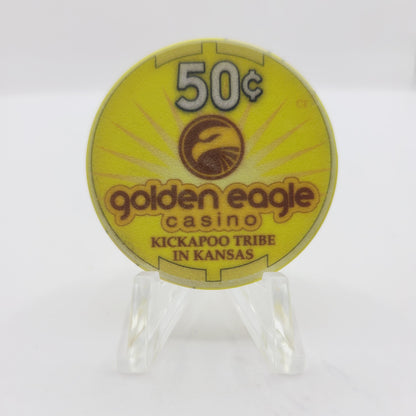 50¢
golden eagle
casino
KICKAPOO TRIBE
IN KANSAS